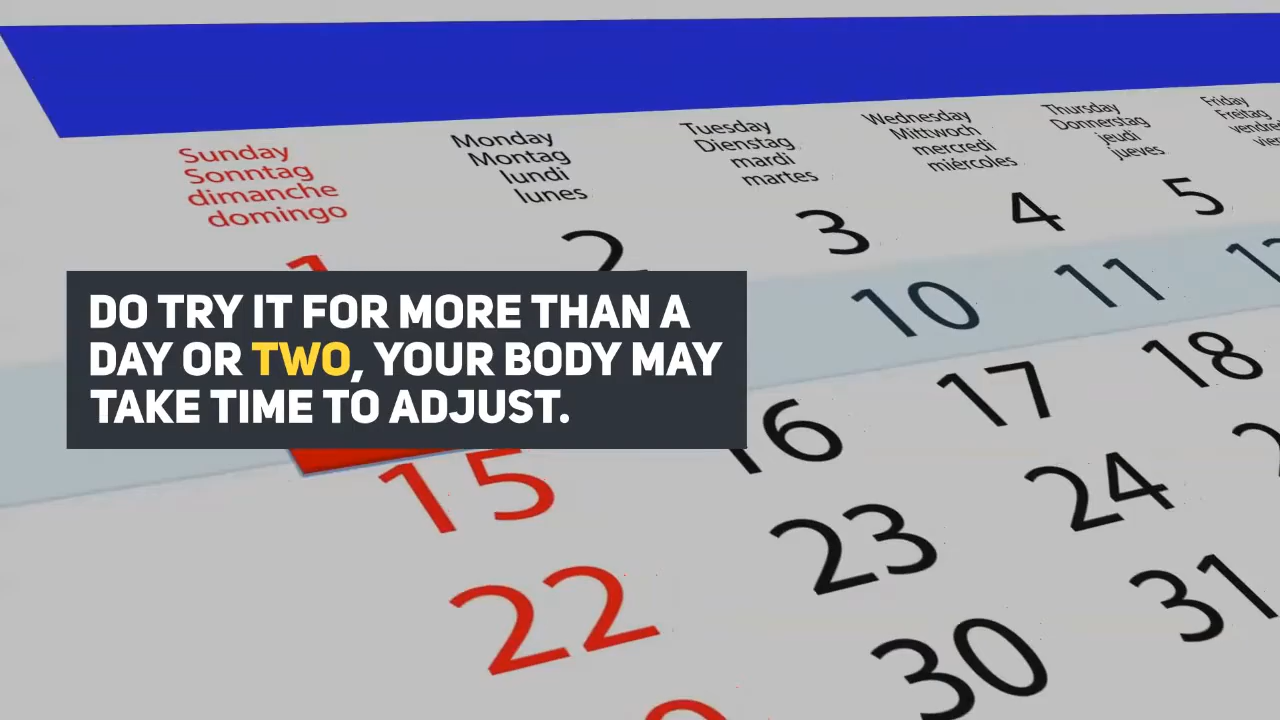 Sunday Monday Tuesday Wednesday Thursday Friday
Sonntag Montag Dienstag Mittwoch Donnerstag Freitag
dimanche lundi mardi mercredi jeudi
domingo lunes martes miércoles jueves
1 2 3 4 5
10 11
DO TRY IT FOR MORE THAN A
DAY OR TWO, YOUR BODY MAY
TAKE TIME TO ADJUST.
15 16 17 18
22 23 24
30 31